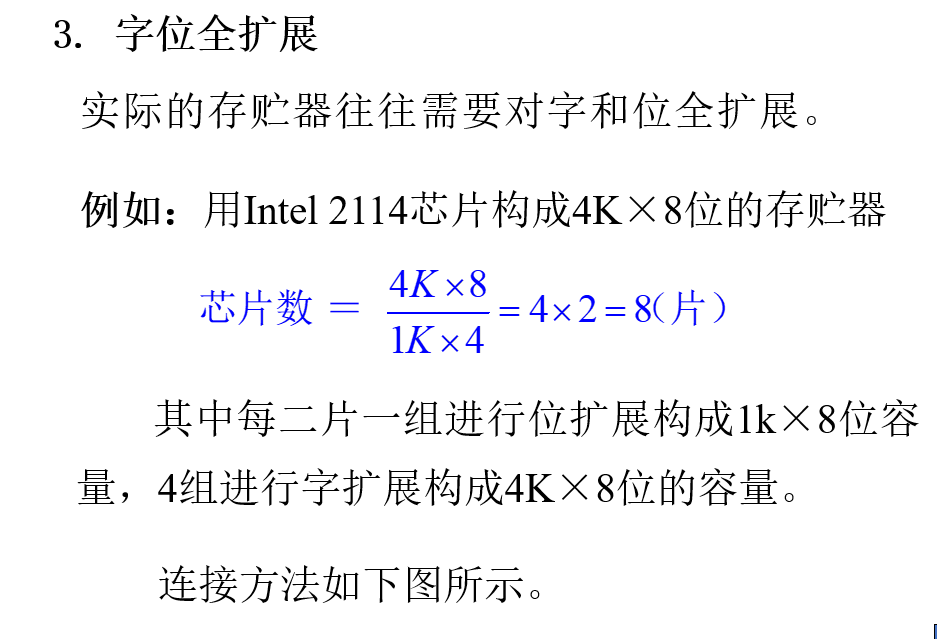 3. 字位全扩展
实际的存贮器往往需要对字和位全扩展。
例如：用Intel 2114芯片构成4K×8位的存贮器
芯片数 = 4K×8 / 1K×4 = 4×2=8(片)
其中每二片一组进行位扩展构成1k×8位容
量，4组进行字扩展构成4K×8位的容量。
连接方法如下图所示。